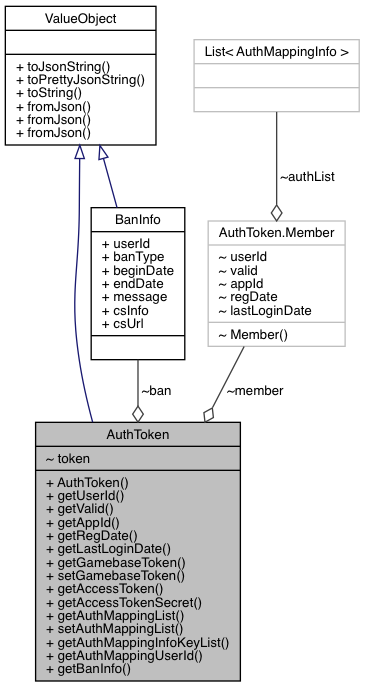 ValueObject
+ toJsonString()
+ toPrettyJsonString()
+ toString()
+ fromJson()
+ fromJson()
+ fromJson()
List< AuthMappingInfo >
~authList
BanInfo
+ userId
+ banType
+ beginDate
+ endDate
+ message
+ csInfo
+ csUrl
AuthToken.Member
~ userId
~ valid
~ appId
~ regDate
~ lastLoginDate
~ Member()
~ban
~member
AuthToken
~ token
+ AuthToken()
+ getUserId()
+ getValid()
+ getAppId()
+ getRegDate()
+ getLastLoginDate()
+ getGamebaseToken()
+ setGamebaseToken()
+ getAccessToken()
+ getAccessTokenSecret()
+ getAuthMappingList()
+ setAuthMappingList()
+ getAuthMappingInfoKeyList()
+ getAuthMappingUserId()
+ getBanInfo()